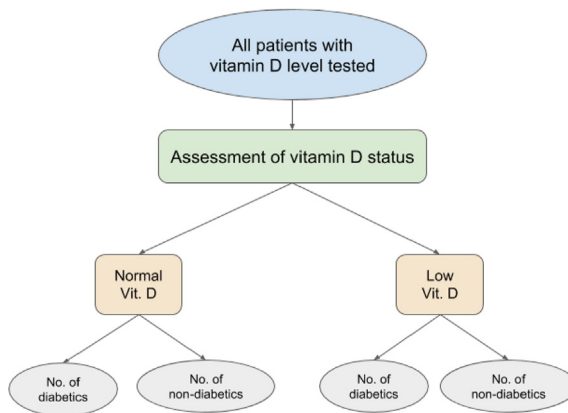 All patients with
vitamin D level tested
Assessment of vitamin D status
Normal
Vit. D
Low
Vit. D
No. of
diabetics
No. of
non-diabetics
No. of
diabetics
No. of
non-diabetics